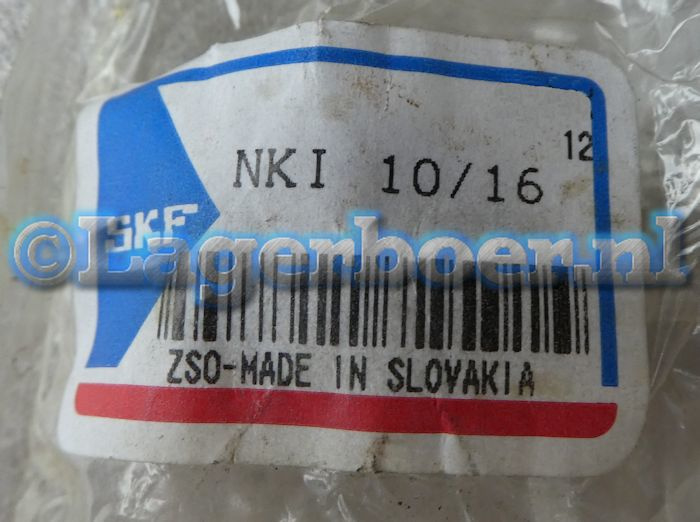 NKI 10/16
12
SKF
©Lagerboer.nl
ZSO-MADE IN SLOVAKIA